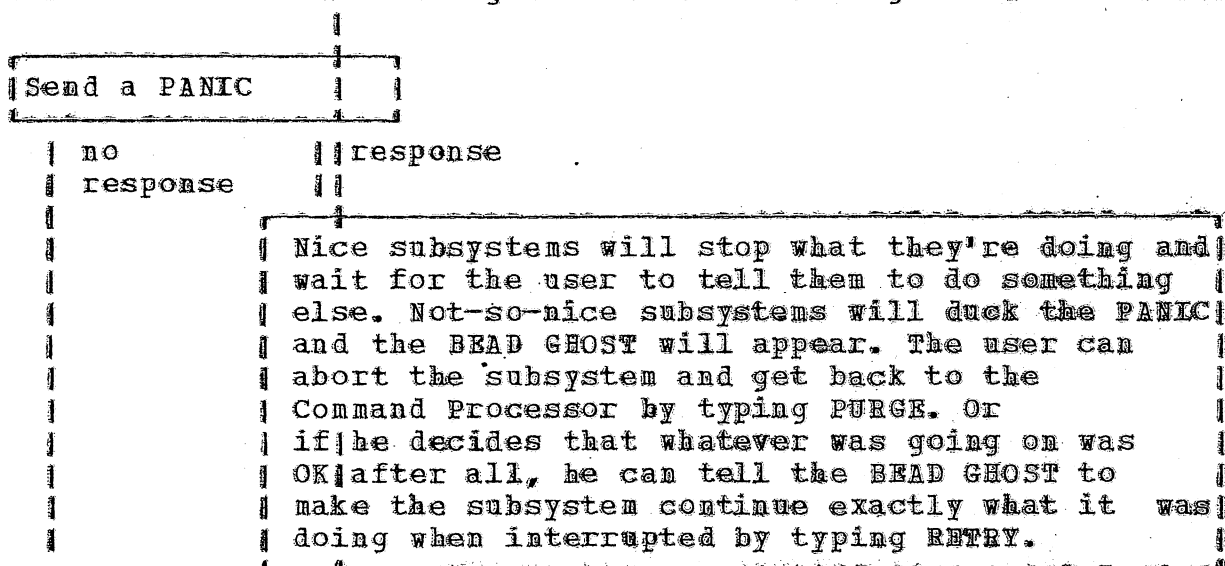 Send a PANIC
no response
response
Nice subsystems will stop what they're doing and
wait for the user to tell them to do something
else. Not-so-nice subsystems will duck the PANIC
and the BEAD GHOST will appear. The user can
abort the subsystem and get back to the
Command Processor by typing PURGE. Or
if he decides that whatever was going on was
OK after all, he can tell the BEAD GHOST to
make the subsystem continue exactly what it was
doing when interrupted by typing RETRY.